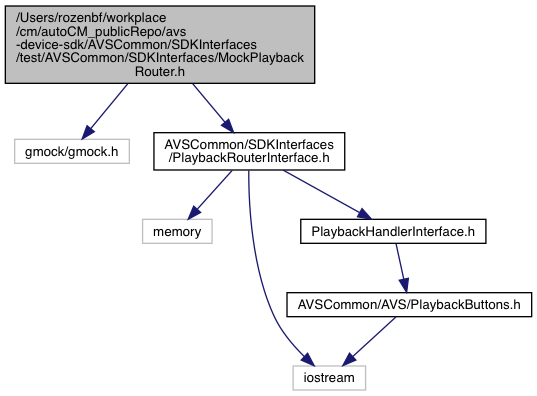 /Users/rozenbf/workplace
/cm/autoCM_publicRepo/avs
-device-sdk/AVSCommon/SDKInterfaces
/test/AVSCommon/SDKInterfaces/MockPlayback
Router.h
gmock/gmock.h
AVSCommon/SDKInterfaces
/PlaybackRouterInterface.h
memory
PlaybackHandlerInterface.h
AVSCommon/AVS/PlaybackButtons.h
iostream